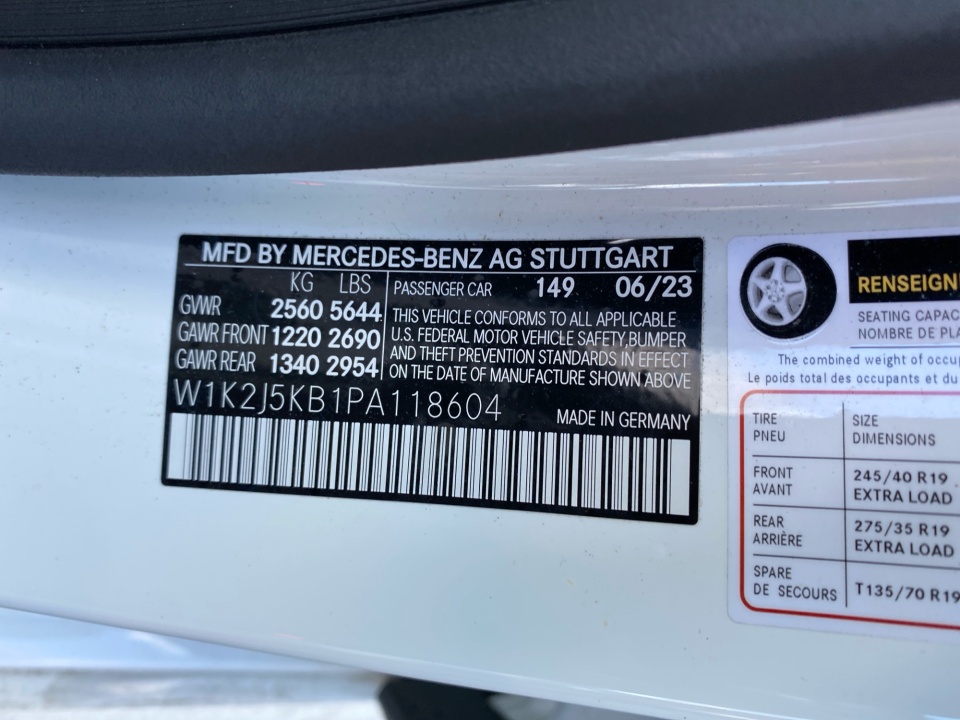 MFD BY MERCEDES-BENZ AG STUTTGART
KG LBS
GVWR 2560 5644
GAWR FRONT 1220 2690
GAWR REAR 1340 2954
PASSENGER CAR 149 06/23
THIS VEHICLE CONFORMS TO ALL APPLICABLE
U.S. FEDERAL MOTOR VEHICLE SAFETY,BUMPER
AND THEFT PREVENTION STANDARDS IN EFFECT
ON THE DATE OF MANUFACTURE SHOWN ABOVE
W1K2J5KB1PA118604
MADE IN GERMANY
RENSEIGN
SEATING CAPAC
NOMBRE DE PLA
The combined weight of occup
Le poids total des occupants et du
TIRE
PNEU
SIZE
DIMENSIONS
FRONT
AVANT
245/40 R19
EXTRA LOAD
REAR
ARRIÈRE
275/35 R19
EXTRA LOAD
SPARE
DE SECOURS
T135/70 R19